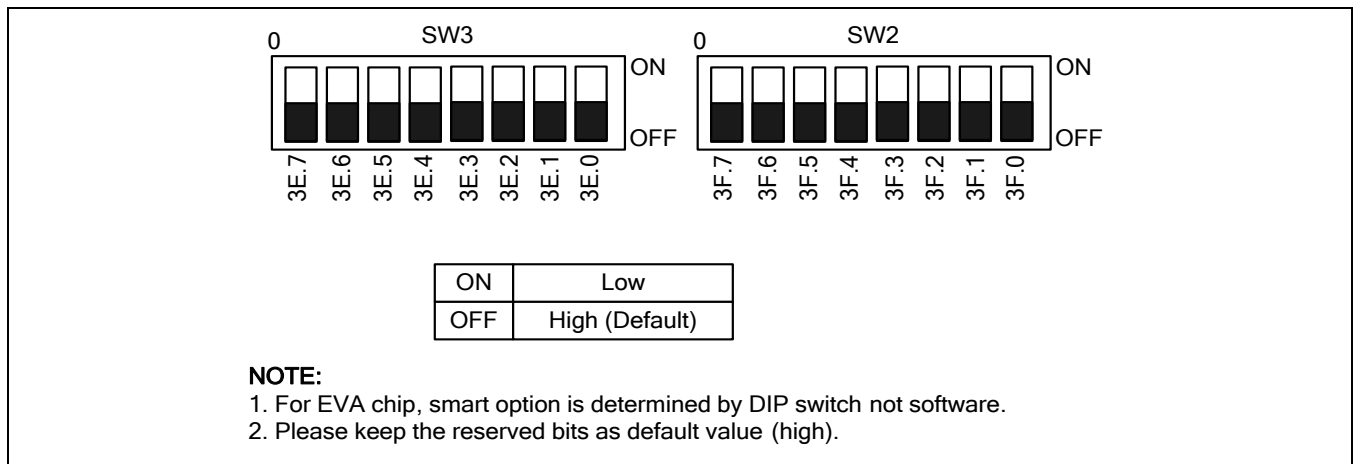 0 SW3
ON
OFF
3E.7 3E.6 3E.5 3E.4 3E.3 3E.2 3E.1 3E.0
0 SW2
ON
OFF
3F.7 3F.6 3F.5 3F.4 3F.3 3F.2 3F.1 3F.0
ON Low
OFF High (Default)
NOTE:
1. For EVA chip, smart option is determined by DIP switch not software.
2. Please keep the reserved bits as default value (high).